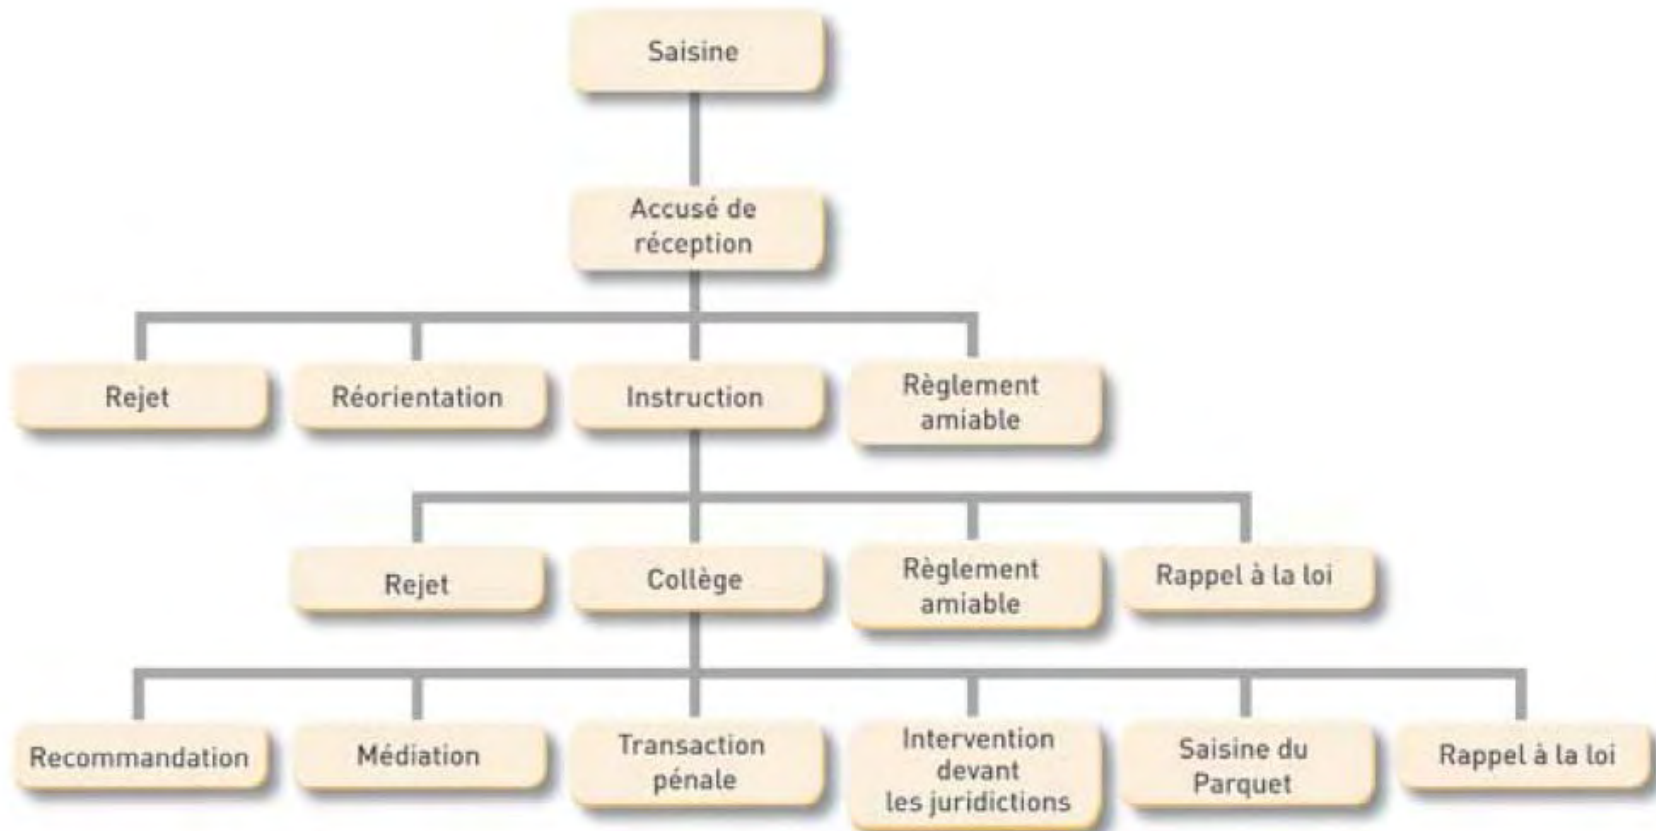 Saisine
Accusé de
réception
Rejet
Réorientation
Instruction
Règlement
amiable
Rejet
Collège
Règlement
amiable
Rappel à la loi
Recommandation
Médiation
Transaction
pénale
Intervention
devant
les juridictions
Saisine du
Parquet
Rappel à la loi